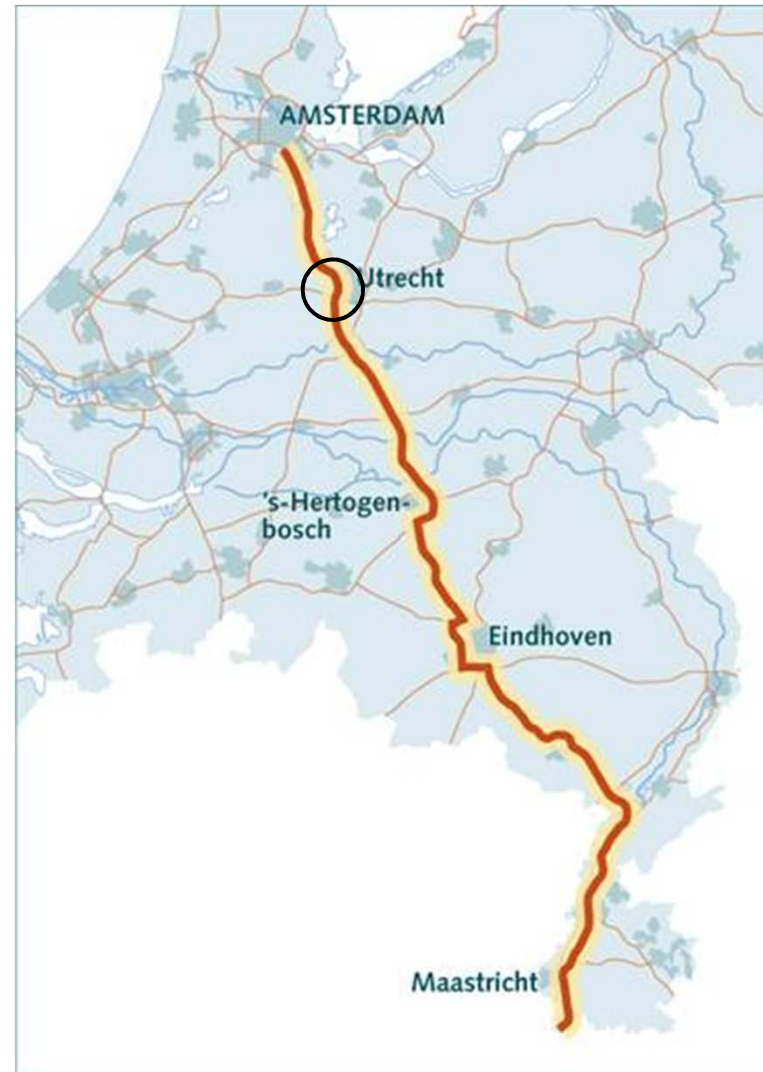 AMSTERDAM
Utrecht
's-Hertogen-
bosch
Eindhoven
Maastricht